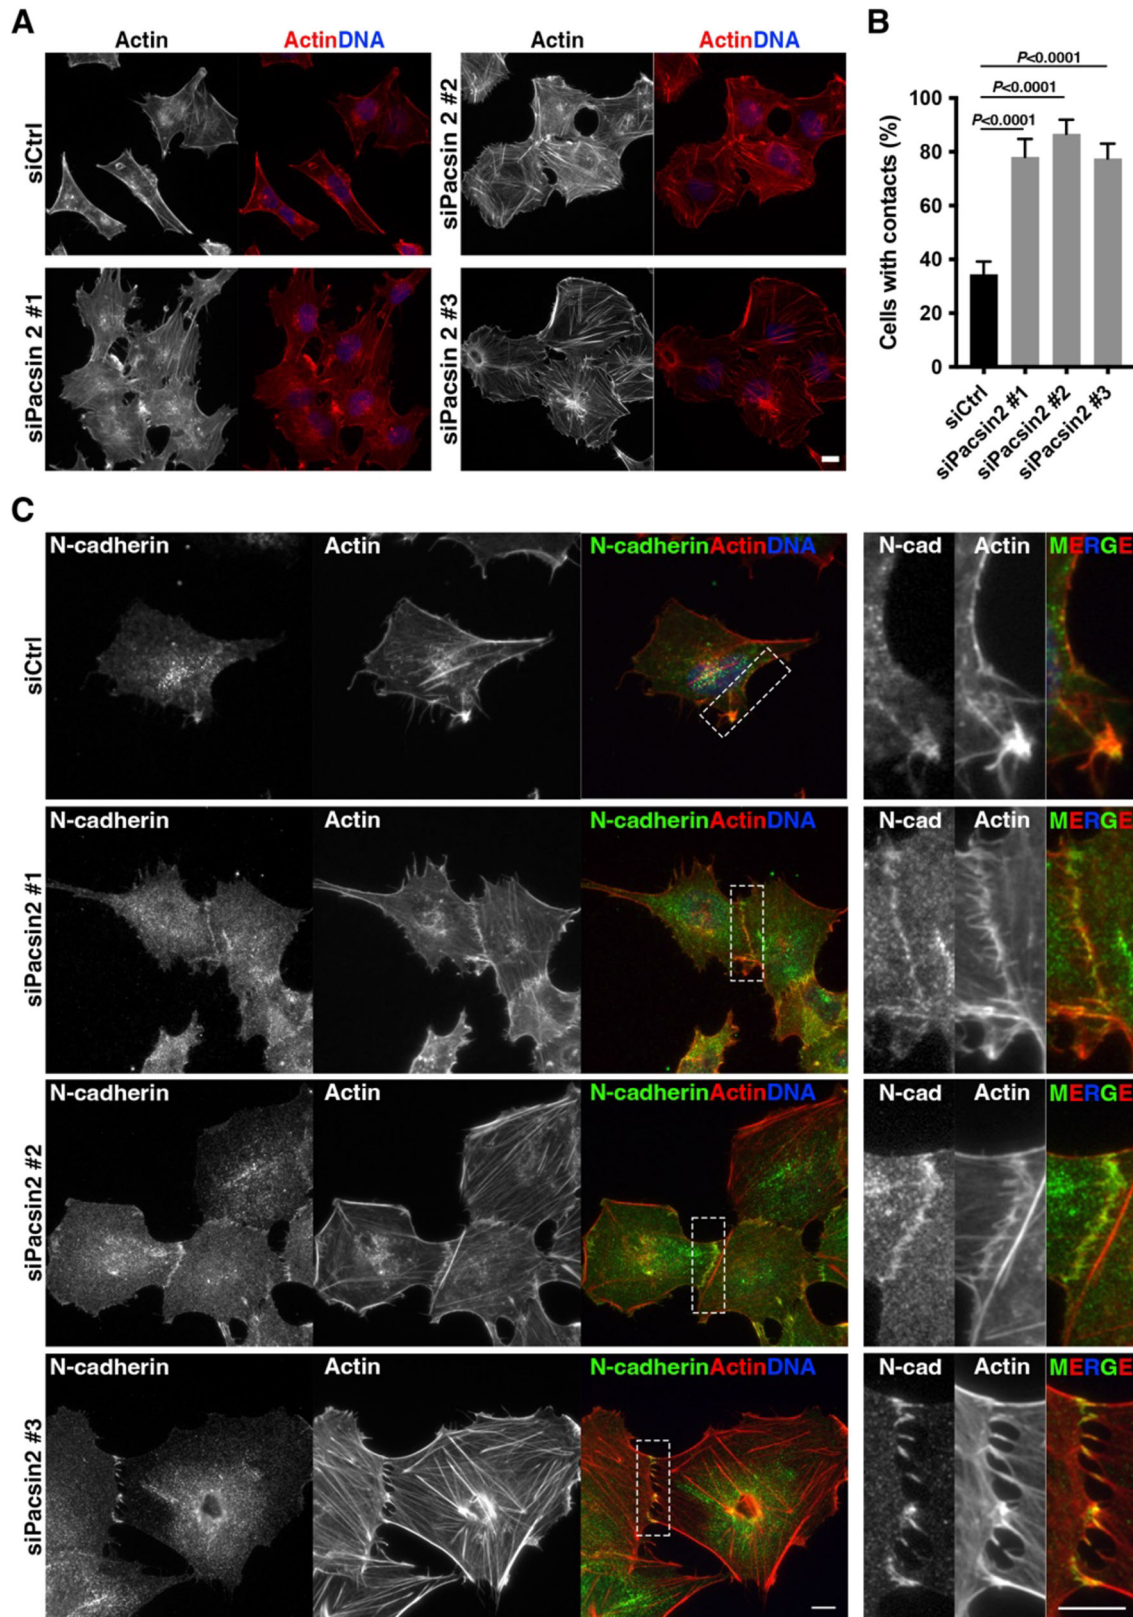 A
Actin
ActinDNA
Actin
ActinDNA
siCtrl
siPacsin 2 #2
siPacsin 2 #1
siPacsin 2 #3
B
P<0.0001
P<0.0001
P<0.0001
Cells with contacts (%)
100
80
60
40
20
0
siCtrl
siPacsin2 #1
siPacsin2 #2
siPacsin2 #3
C
siCtrl
N-cadherin
Actin
N-cadherinActinDNA
N-cad
Actin
MERGE
siPacsin2 #1
N-cadherin
Actin
N-cadherinActinDNA
N-cad
Actin
MERGE
siPacsin2 #2
N-cadherin
Actin
N-cadherinActinDNA
N-cad
Actin
MERGE
siPacsin2 #3
N-cadherin
Actin
N-cadherinActinDNA
N-cad
Actin
MERGE